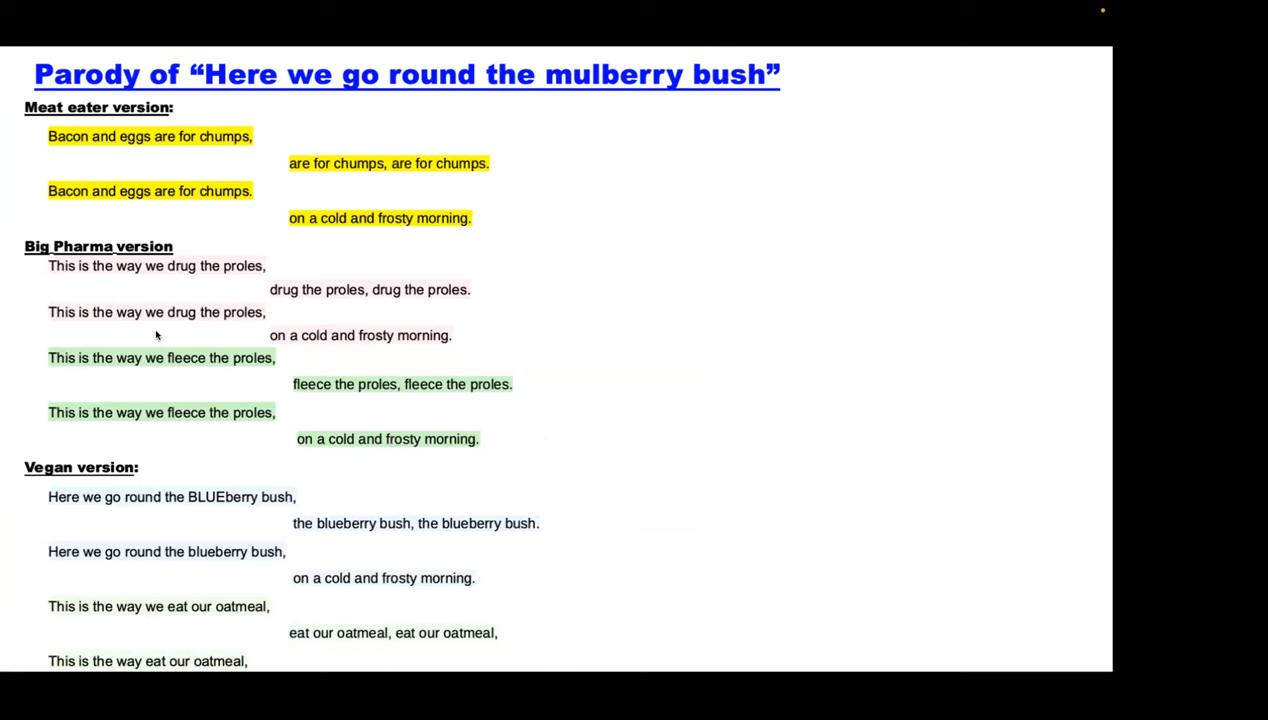 Parody of “Here we go round the mulberry bush”
Meat eater version:
Bacon and eggs are for chumps,
are for chumps, are for chumps.
Bacon and eggs are for chumps.
on a cold and frosty morning.
Big Pharma version
This is the way we drug the proles,
drug the proles, drug the proles.
This is the way we drug the proles,
on a cold and frosty morning.
This is the way we fleece the proles,
fleece the proles, fleece the proles.
This is the way we fleece the proles,
on a cold and frosty morning.
Vegan version:
Here we go round the BLUEberry bush,
the blueberry bush, the blueberry bush.
Here we go round the blueberry bush,
on a cold and frosty morning.
This is the way we eat our oatmeal,
eat our oatmeal, eat our oatmeal,
This is the way eat our oatmeal,